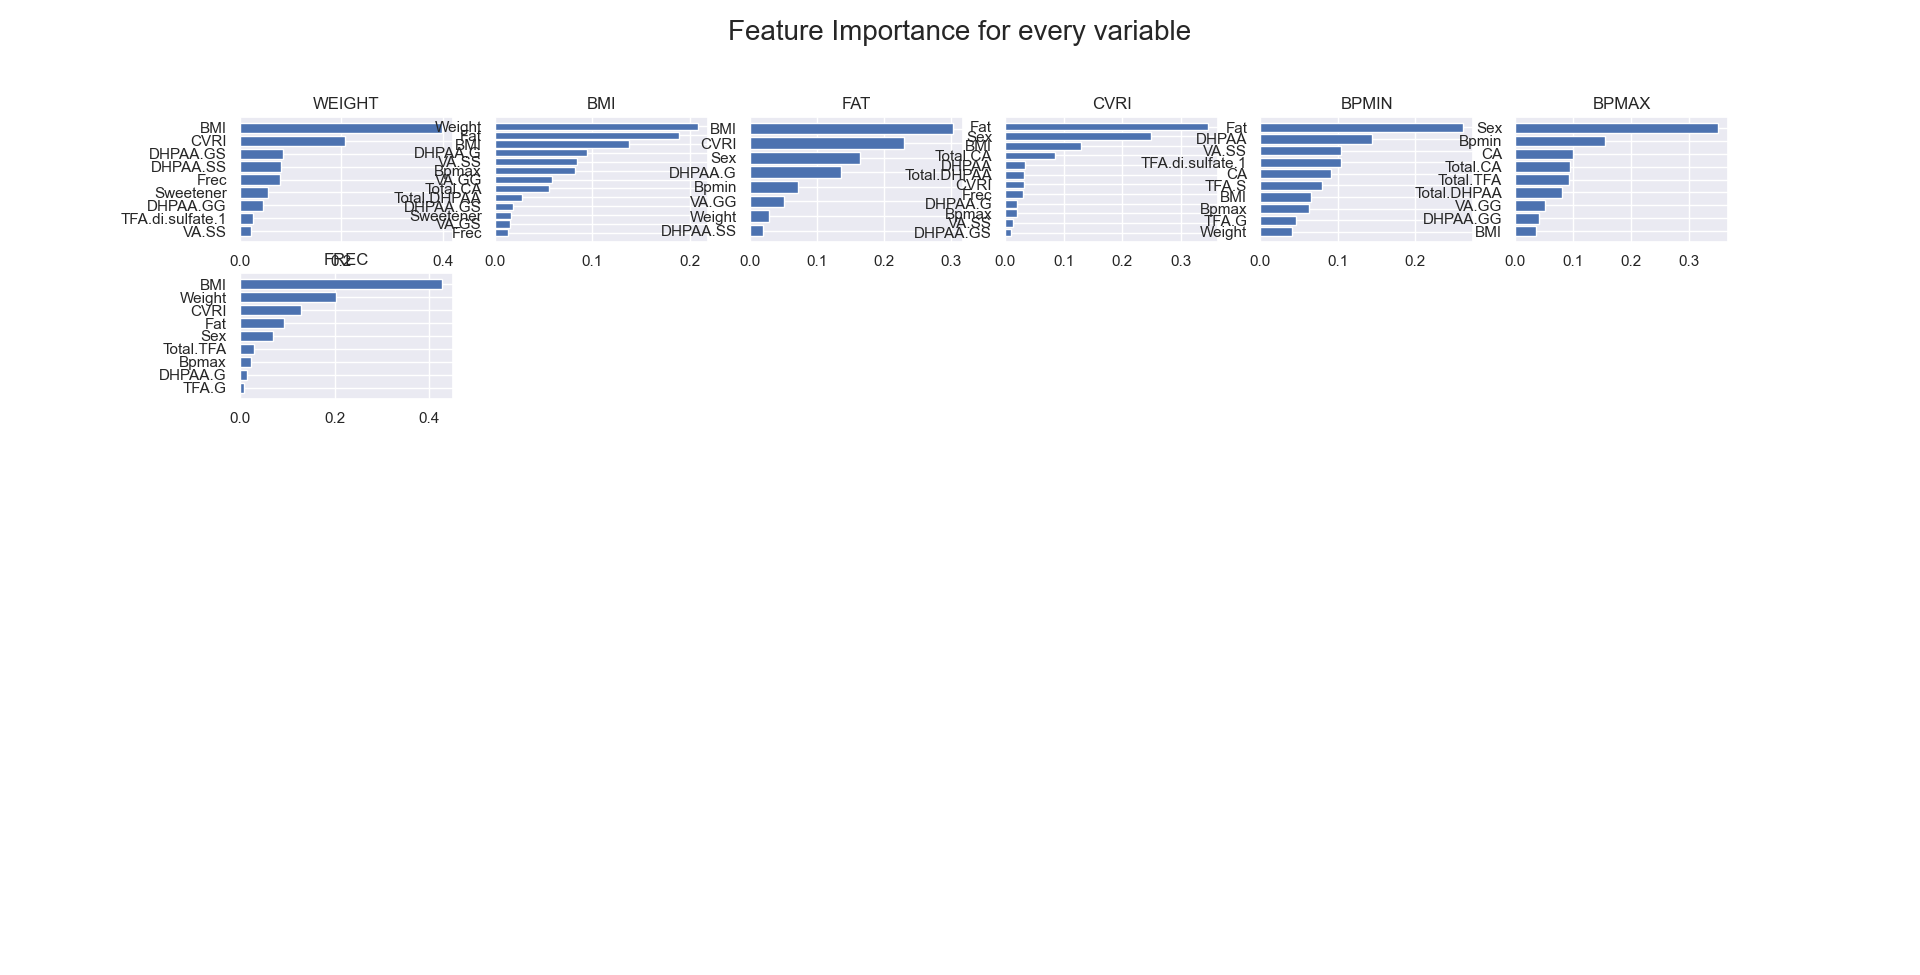 Feature Importance for every variable
WEIGHT
BMI
CVRI
DHPAA.GS
DHPAA.SS
Frec
Sweetener
DHPAA.GG
TFA.di.sulfate.1
VA.SS
0.0 0.2 0.4
BMI
Weight
Fat
BMI
DHPAA.G
VA.SS
Bpmax
VA.GG
Total.CA
Total.DHPAA
DHPAA.GS
Sweetener
VA.GS
Frec
0.0 0.1 0.2
FAT
BMI
CVRI
Sex
DHPAA.G
Bpmin
VA.GG
Weight
DHPAA.SS
0.0 0.1 0.2 0.3
CVRI
Fat
Sex
BMI
Total.CA
DHPAA
Total.DHPAA
CVRI
Frec
DHPAA.G
Bpmax
VA.SS
DHPAA.GS
0.0 0.1 0.2 0.3
BPMIN
Fat
DHPAA
VA.SS
TFA.di.sulfate.1
CA
TFA.S
BMI
Bpmax
TFA.G
Weight
0.0 0.1 0.2
BPMAX
Sex
Bpmin
CA
Total.CA
Total.TFA
Total.DHPAA
VA.GG
DHPAA.GG
BMI
0.0 0.1 0.2 0.3
FREC
BMI
Weight
CVRI
Fat
Sex
Total.TFA
Bpmax
DHPAA.G
TFA.G
0.0 0.2 0.4